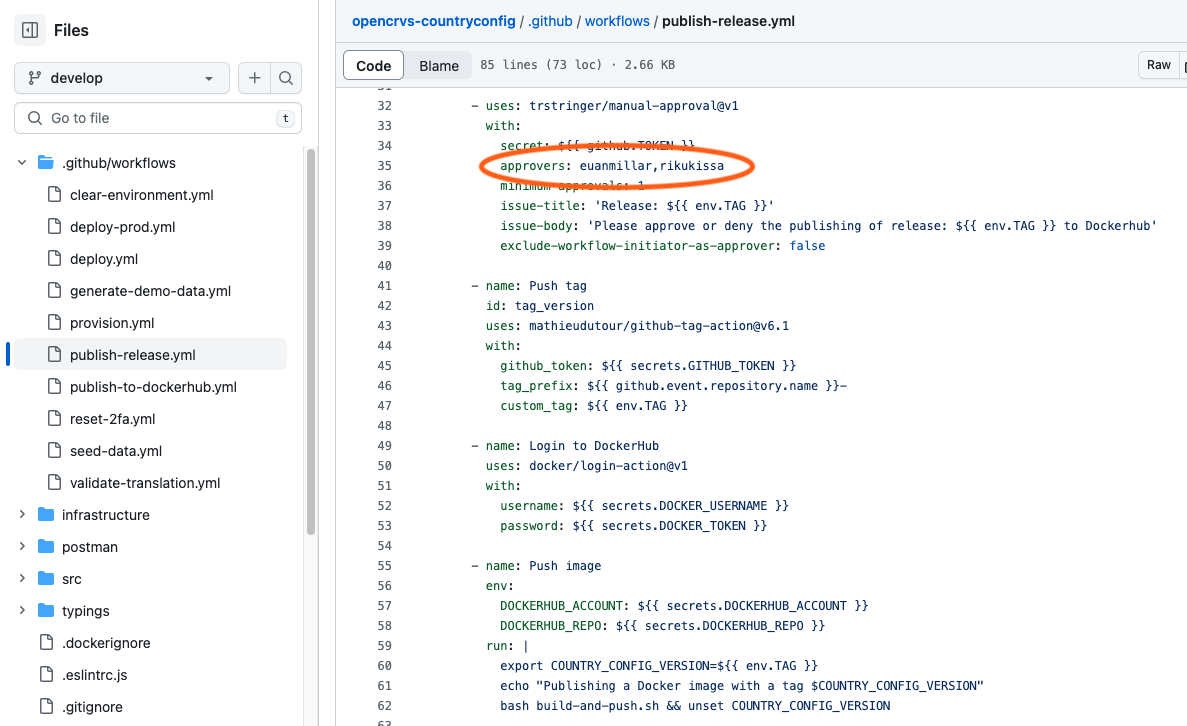 Files
develop
Go to file
t
.github/workflows
clear-environment.yml
deploy-prod.yml
deploy.yml
generate-demo-data.yml
provision.yml
publish-release.yml
publish-to-dockerhub.yml
reset-2fa.yml
seed-data.yml
validate-translation.yml
infrastructure
postman
src
typings
.dockerignore
.eslintrc.js
.gitignore
opencrvs-countryconfig / .github / workflows / publish-release.yml
Code Blame 85 lines (73 loc) · 2.66 KB Raw
31
32 - uses: trstringer/manual-approval@v1
33 with:
34 secret: ${{ github.TOKEN }}
35 approvers: euanmillar,rikukissa
36 minimum-approvals: 1
37 issue-title: 'Release: ${{ env.TAG }}'
38 issue-body: 'Please approve or deny the publishing of release: ${{ env.TAG }} to Dockerhub'
39 exclude-workflow-initiator-as-approver: false
40
41 - name: Push tag
42 id: tag_version
43 uses: mathieudutour/github-tag-action@v6.1
44 with:
45 github_token: ${{ secrets.GITHUB_TOKEN }}
46 tag_prefix: ${{ github.event.repository.name }}-
47 custom_tag: ${{ env.TAG }}
48
49 - name: Login to DockerHub
50 uses: docker/login-action@v1
51 with:
52 username: ${{ secrets.DOCKER_USERNAME }}
53 password: ${{ secrets.DOCKER_TOKEN }}
54
55 - name: Push image
56 env:
57 DOCKERHUB_ACCOUNT: ${{ secrets.DOCKERHUB_ACCOUNT }}
58 DOCKERHUB_REPO: ${{ secrets.DOCKERHUB_REPO }}
59 run: |
60 export COUNTRY_CONFIG_VERSION=${{ env.TAG }}
61 echo "Publishing a Docker image with a tag $COUNTRY_CONFIG_VERSION"
62 bash build-and-push.sh && unset COUNTRY_CONFIG_VERSION
63